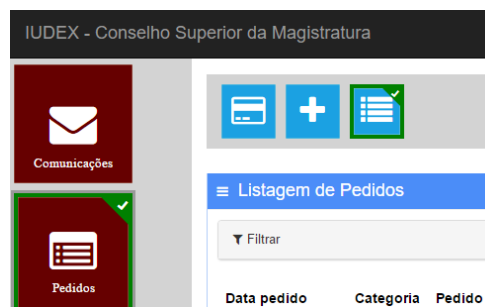 IUDEX - Conselho Superior da Magistratura
Comunicações
Listagem de Pedidos
Filtrar
Pedidos
Data pedido Categoria Pedido